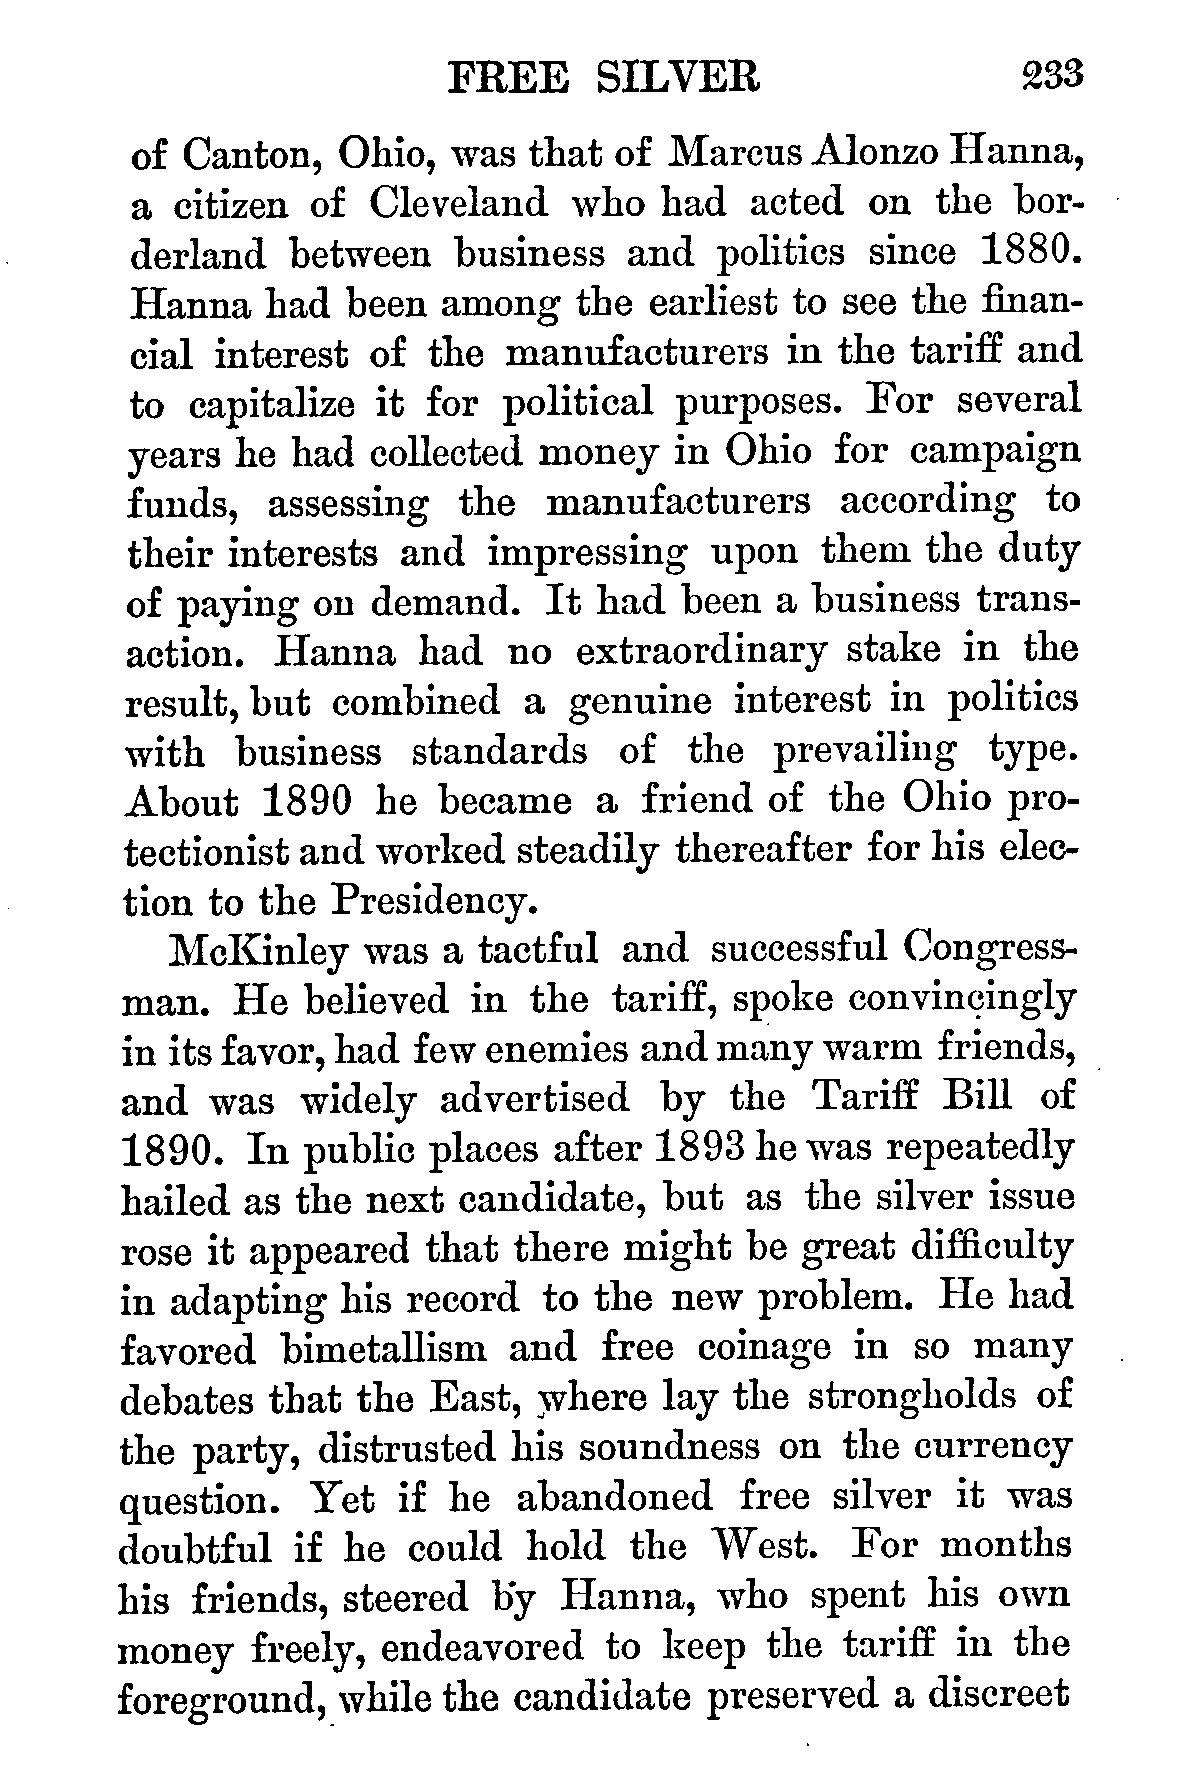 FREE SILVER 233
of Canton, Ohio, was that of Marcus Alonzo Hanna,
a citizen of Cleveland who had acted on the bor-
derland between business and politics since 1880.
Hanna had been among the earliest to see the finan-
cial interest of the manufacturers in the tariff and
to capitalize it for political purposes. For several
years he had collected money in Ohio for campaign
funds, assessing the manufacturers according to
their interests and impressing upon them the duty
of paying on demand. It had been a business trans-
action. Hanna had no extraordinary stake in the
result, but combined a genuine interest in politics
with business standards of the prevailing type.
About 1890 he became a friend of the Ohio pro-
tectionist and worked steadily thereafter for his elec-
tion to the Presidency.
McKinley was a tactful and successful Congress-
man. He believed in the tariff, spoke convincingly
in its favor, had few enemies and many warm friends,
and was widely advertised by the Tariff Bill of
1890. In public places after 1893 he was repeatedly
hailed as the next candidate, but as the silver issue
rose it appeared that there might be great difficulty
in adapting his record to the new problem. He had
favored bimetallism and free coinage in so many
debates that the East, where lay the strongholds of
the party, distrusted his soundness on the currency
question. Yet if he abandoned free silver it was
doubtful if he could hold the West. For months
his friends, steered by Hanna, who spent his own
money freely, endeavored to keep the tariff in the
foreground, while the candidate preserved a discreet